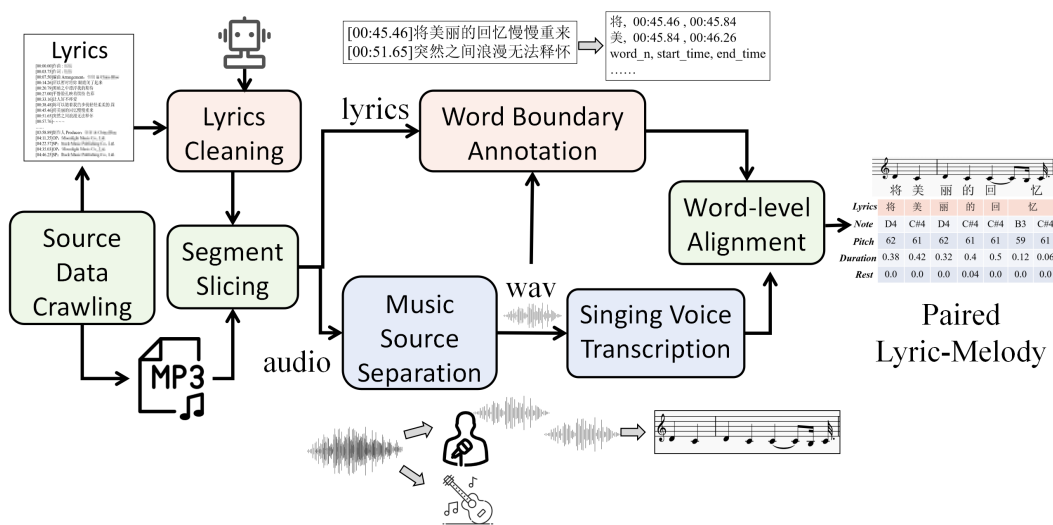 Lyrics
[00:45.46]将美丽的回忆慢慢重来
[00:51.65]突然之间浪漫无法释怀
将, 00:45.46 , 00:45.84
美, 00:45.84 , 00:46.26
word_n, start_time, end_time
......
Lyrics
Cleaning
lyrics
Word Boundary
Annotation
Source
Data
Crawling
Segment
Slicing
MP3
audio
Music
Source
Separation
wav
Singing Voice
Transcription
Word-level
Alignment
将 美 丽 的 回 忆
Lyrics 将 美 丽 的 回 忆
Note D4 C#4 D4 C#4 C#4 B3 C#4
Pitch 62 61 62 61 61 59 61
Duration 0.38 0.42 0.32 0.4 0.5 0.12 0.06
Rest 0.0 0.0 0.0 0.04 0.0 0.0 0.0
Paired
Lyric-Melody